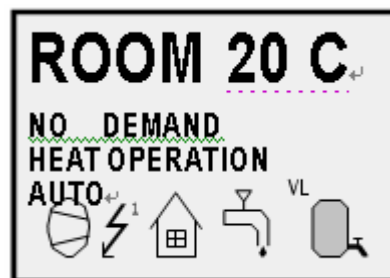 ROOM 20 C
NO DEMAND
HEAT OPERATION
AUTO
1
VL